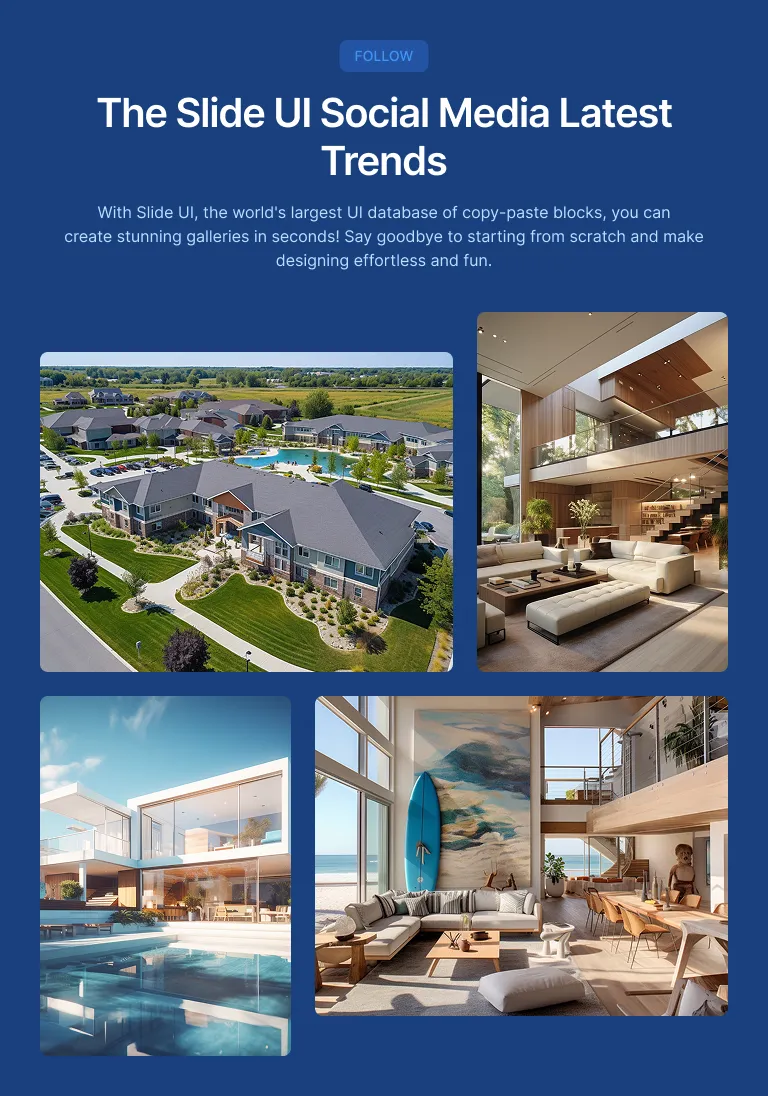 FOLLOW
The Slide UI Social Media Latest
Trends
With Slide UI, the world's largest UI database of copy-paste blocks, you can
create stunning galleries in seconds! Say goodbye to starting from scratch and make
designing effortless and fun.